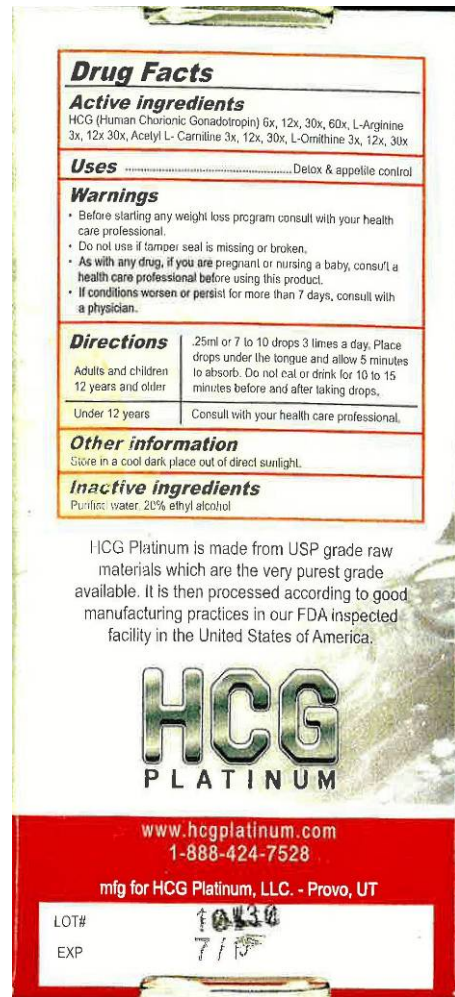 Drug Facts
Active ingredients
HCG (Human Chorionic Gonadotropin) 6x, 12x, 30x, 60x, L-Arginine
3x, 12x 30x, Acetyl L- Carnitine 3x, 12x, 30x, L-Ornithine 3x, 12x, 30x
Uses ........................................................ Detox & appetite control
Warnings
• Before starting any weight loss program consult with your health
care professional.
• Do not use if tamper seal is missing or broken.
• As with any drug, if you are pregnant or nursing a baby, consult a
health care professional before using this product.
• If conditions worsen or persist for more than 7 days, consult with
a physician.
Directions
Adults and children
12 years and older
.25ml or 7 to 10 drops 3 times a day. Place
drops under the tongue and allow 5 minutes
to absorb. Do not eat or drink for 10 to 15
minutes before and after taking drops.
Under 12 years
Consult with your health care professional.
Other information
Store in a cool dark place out of direct sunlight.
Inactive ingredients
Purified water, 20% ethyl alcohol
HCG Platinum is made from USP grade raw
materials which are the very purest grade
available. It is then processed according to good
manufacturing practices in our FDA inspected
facility in the United States of America.
HCG
PLATINUM
www.hcgplatinum.com
1-888-424-7528
mfg for HCG Platinum, LLC. - Provo, UT
LOT#
EXP